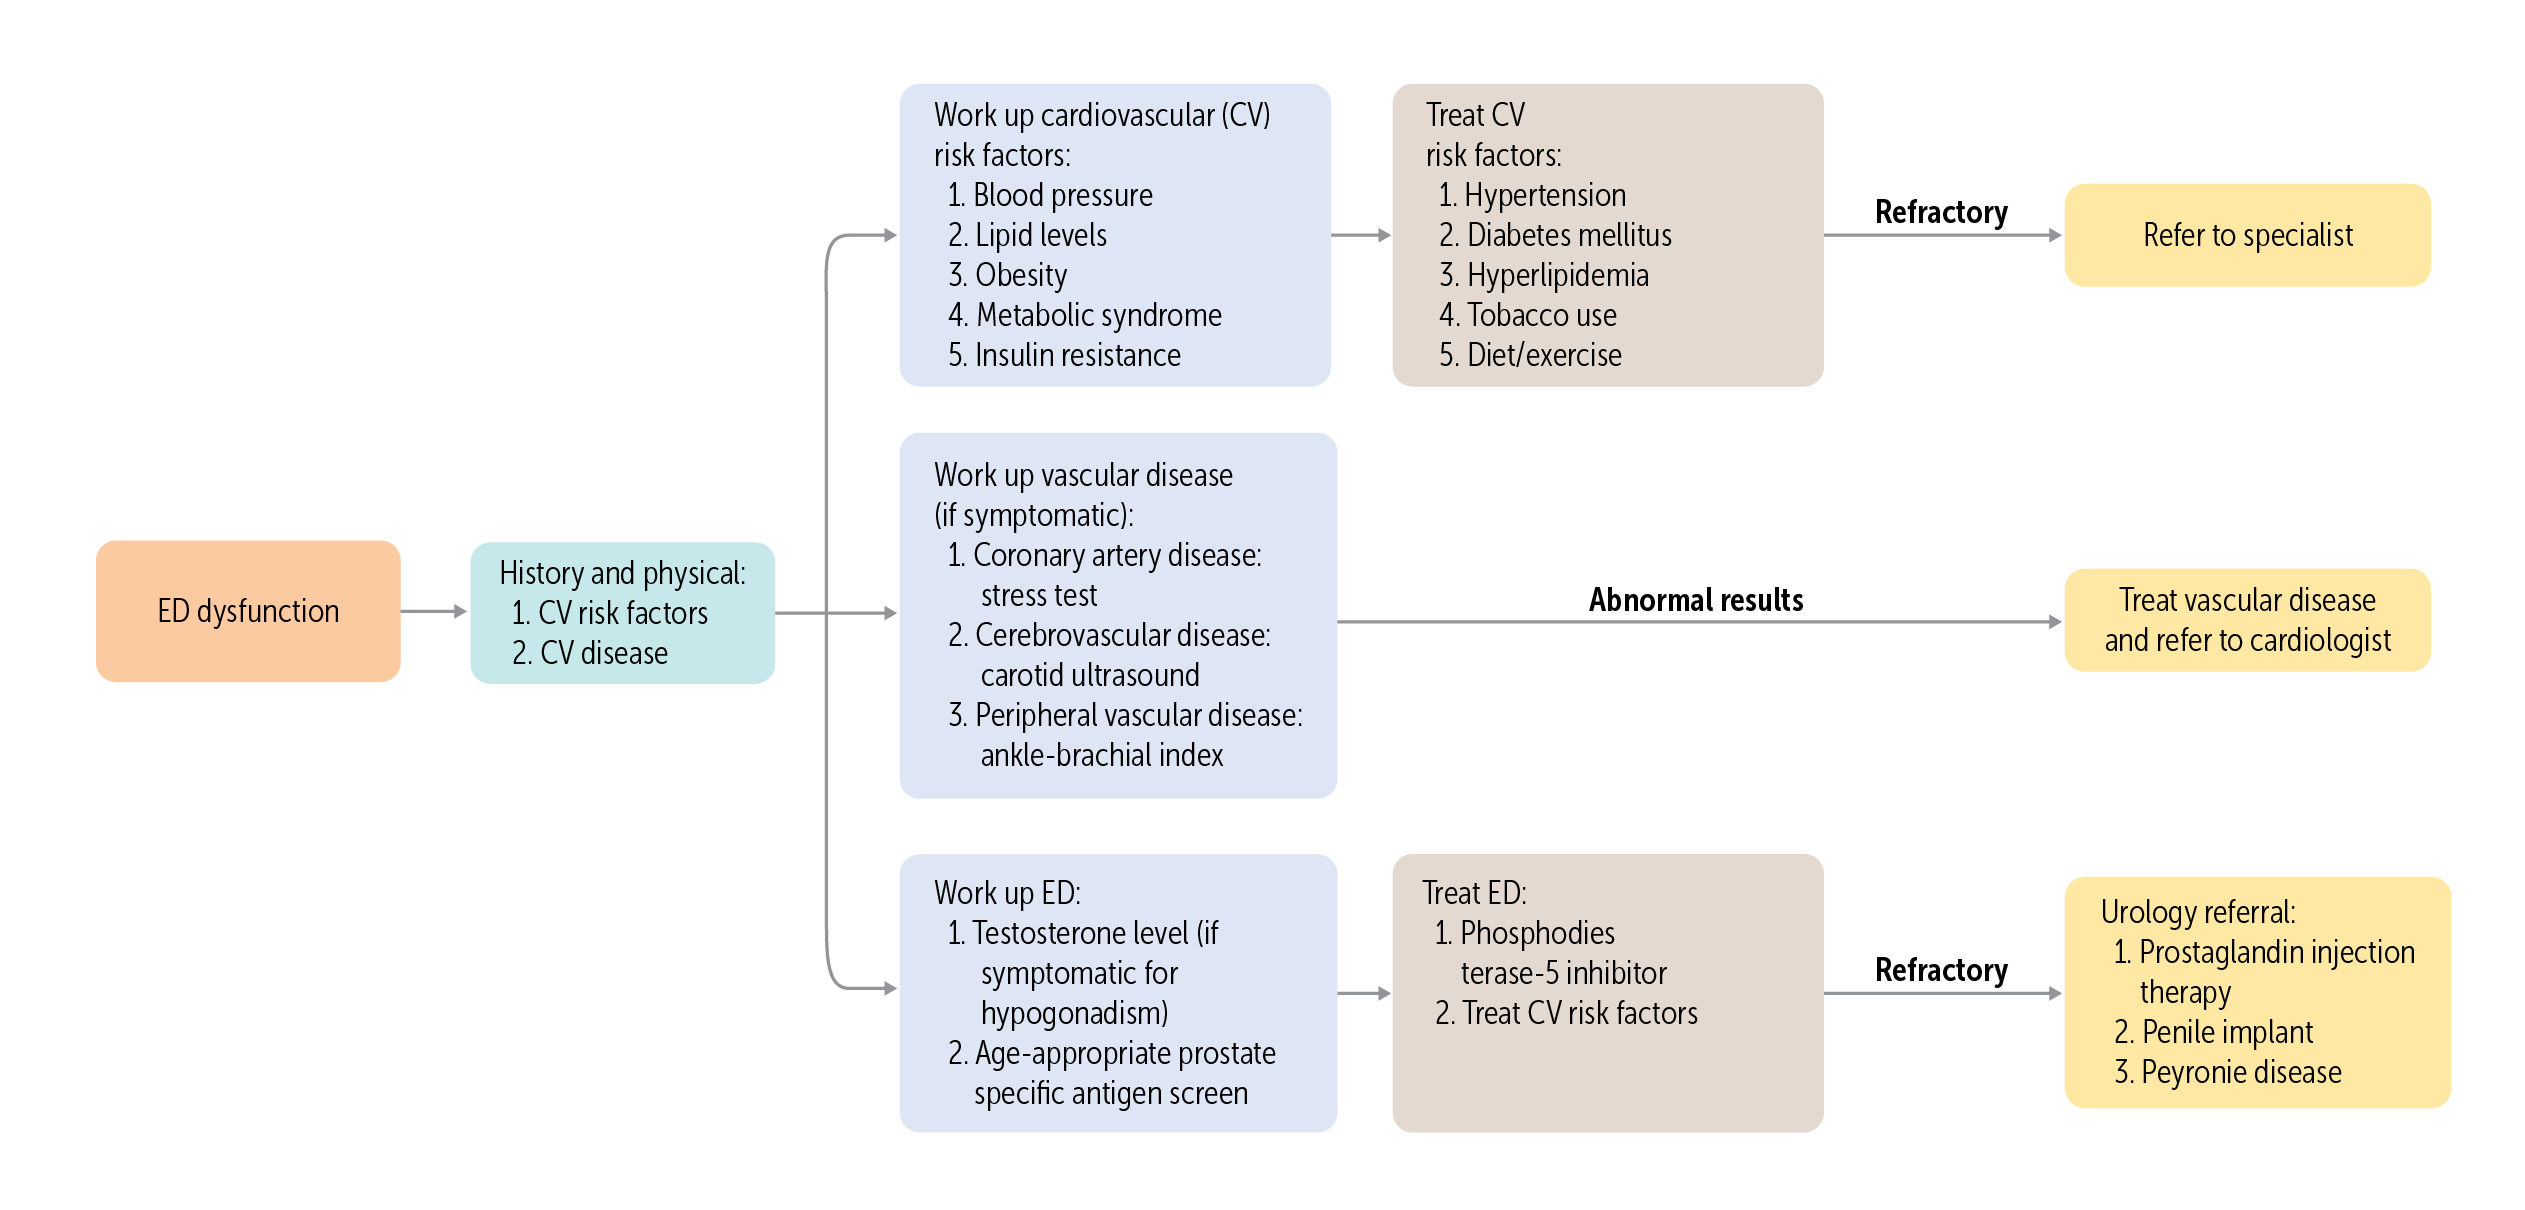 ED dysfunction
History and physical:
1. CV risk factors
2. CV disease
Work up cardiovascular (CV)
risk factors:
1. Blood pressure
2. Lipid levels
3. Obesity
4. Metabolic syndrome
5. Insulin resistance
Treat CV
risk factors:
1. Hypertension
2. Diabetes mellitus
3. Hyperlipidemia
4. Tobacco use
5. Diet/exercise
Refractory
Refer to specialist
Work up vascular disease
(if symptomatic):
1. Coronary artery disease:
stress test
2. Cerebrovascular disease:
carotid ultrasound
3. Peripheral vascular disease:
ankle-brachial index
Abnormal results
Treat vascular disease
and refer to cardiologist
Work up ED:
1. Testosterone level (if
symptomatic for
hypogonadism)
2. Age-appropriate prostate
specific antigen screen
Treat ED:
1. Phosphodies
terase-5 inhibitor
2. Treat CV risk factors
Refractory
Urology referral:
1. Prostaglandin injection
therapy
2. Penile implant
3. Peyronie disease